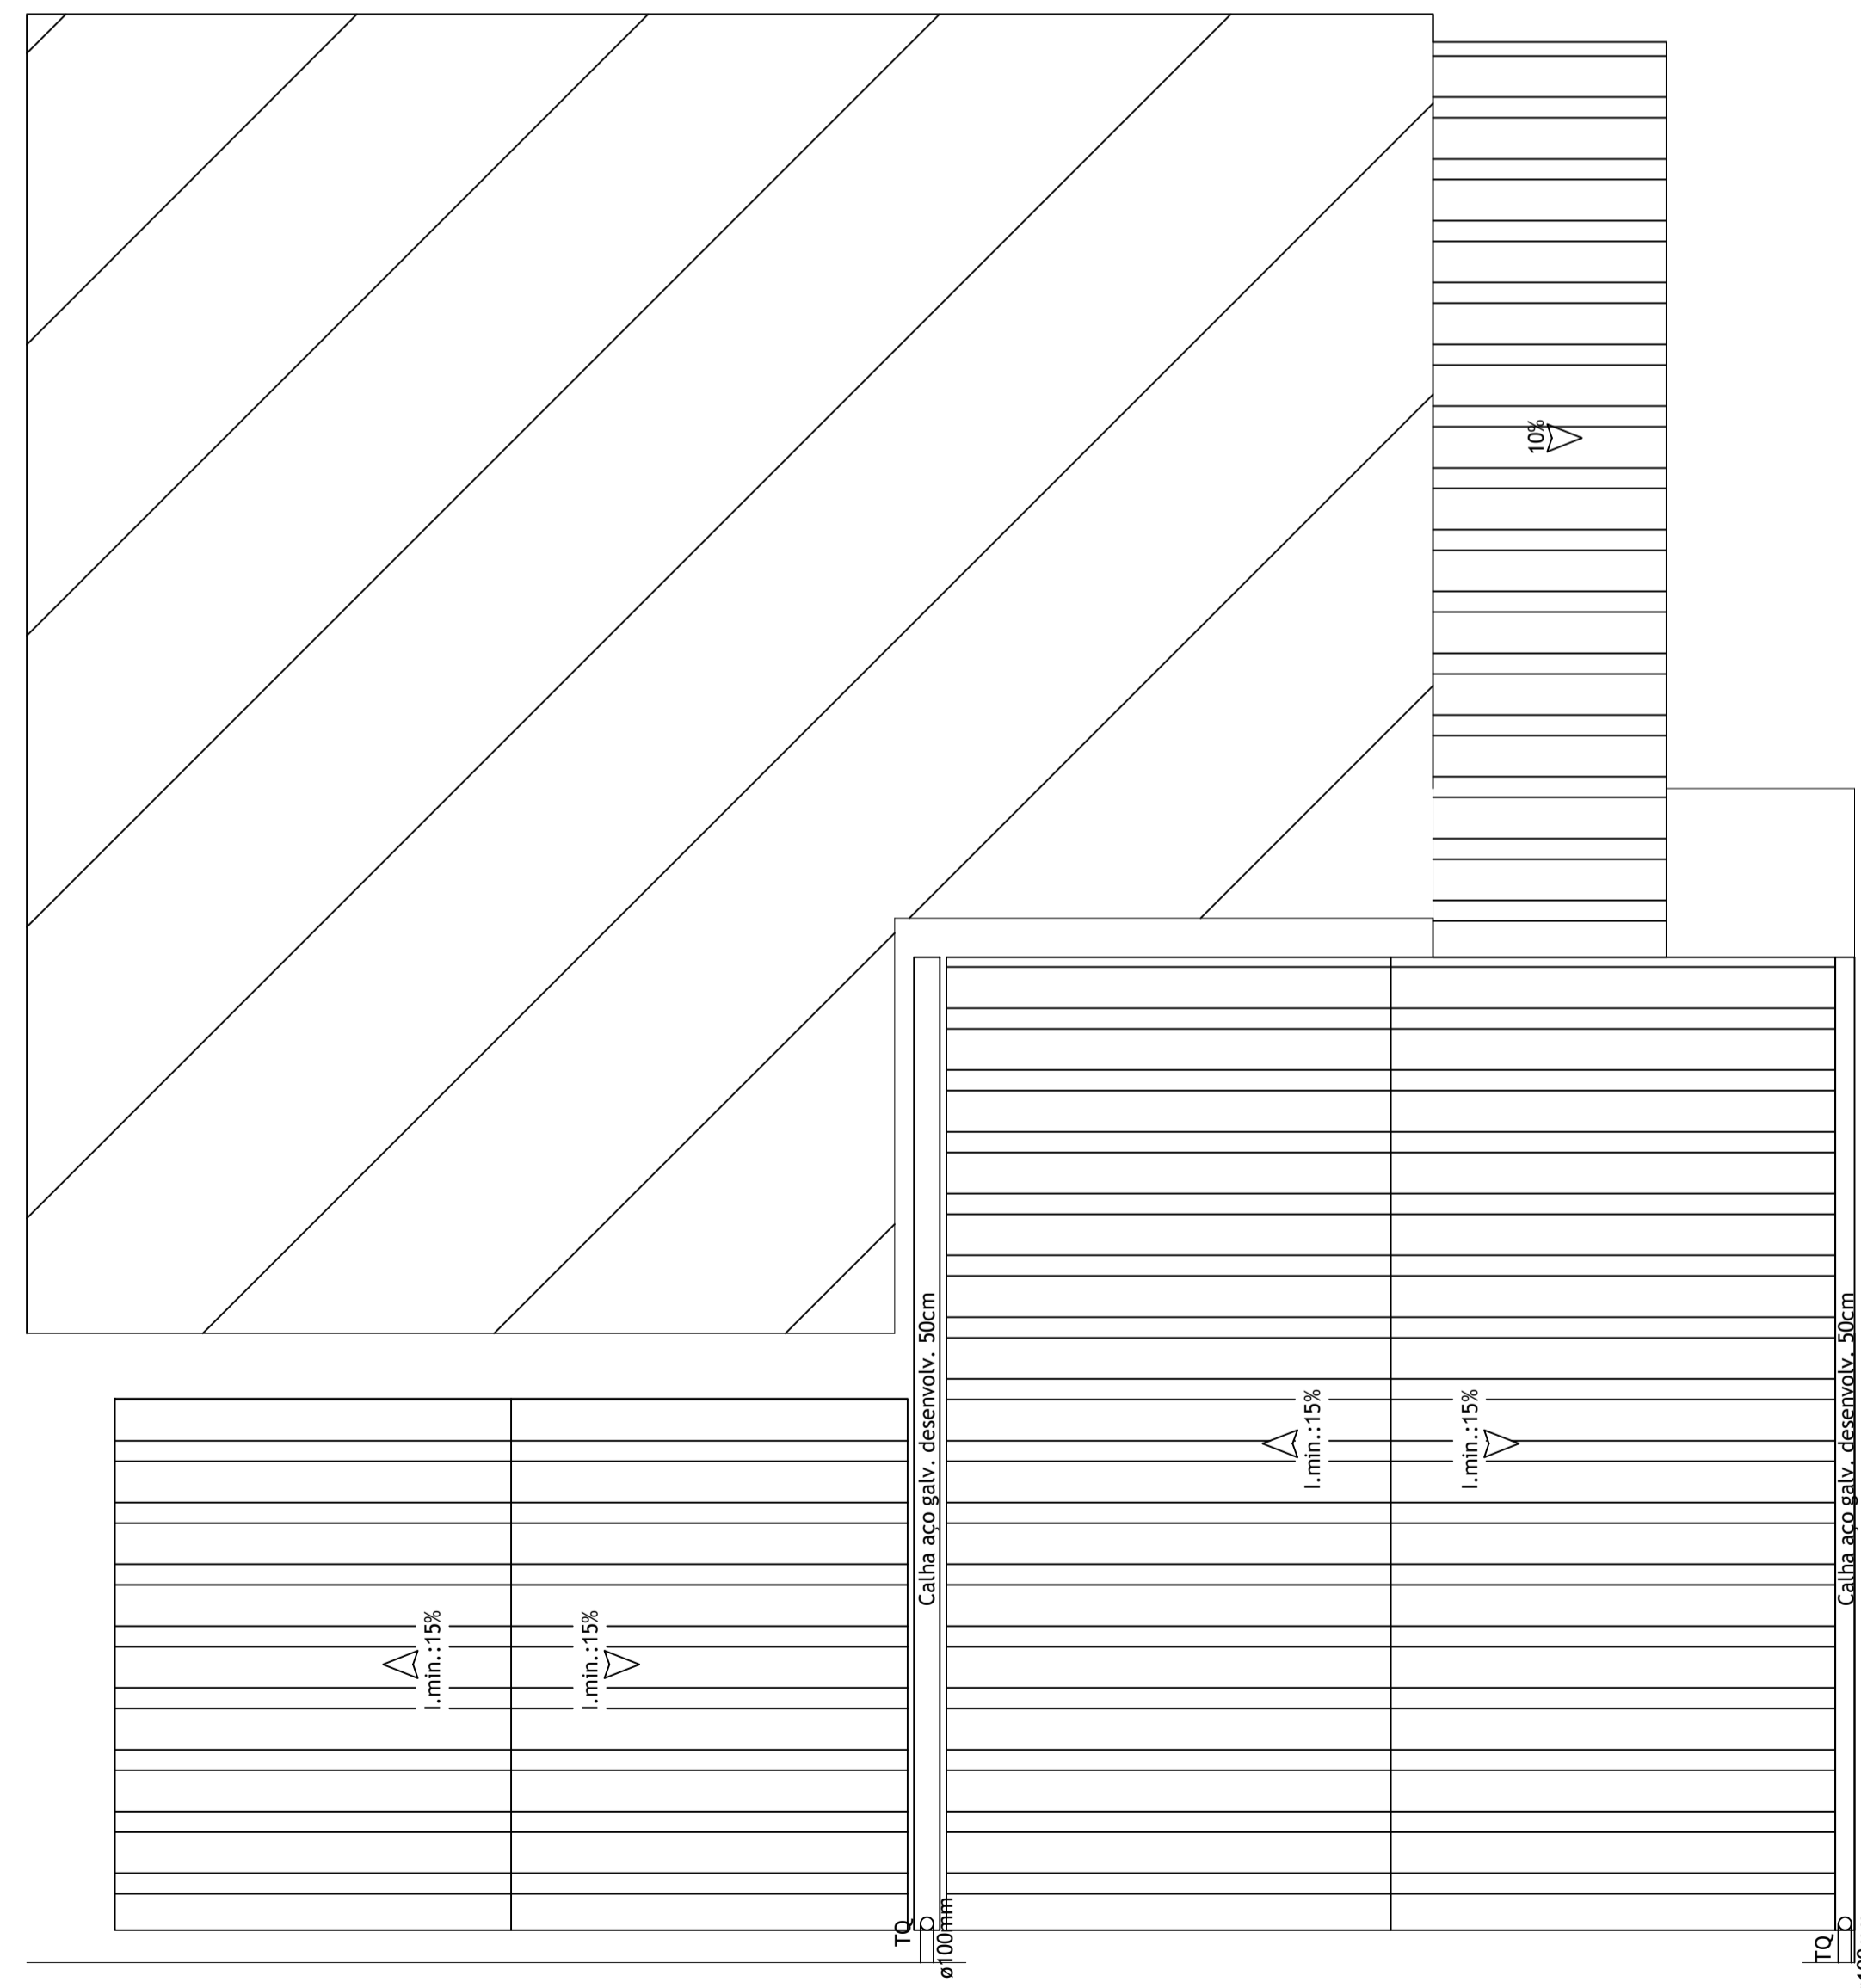 10%
Calha aço galv. desenvolv. 50cm
Calha aço galv. desenvolv. 50cm
I.min.:15%
I.min.:15%
I.min.:15%
I.min.:15%
TQ
ø100mm
TQ